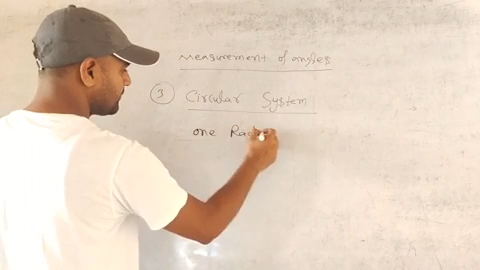 Measurement of angles
3 Circular System
one Rad